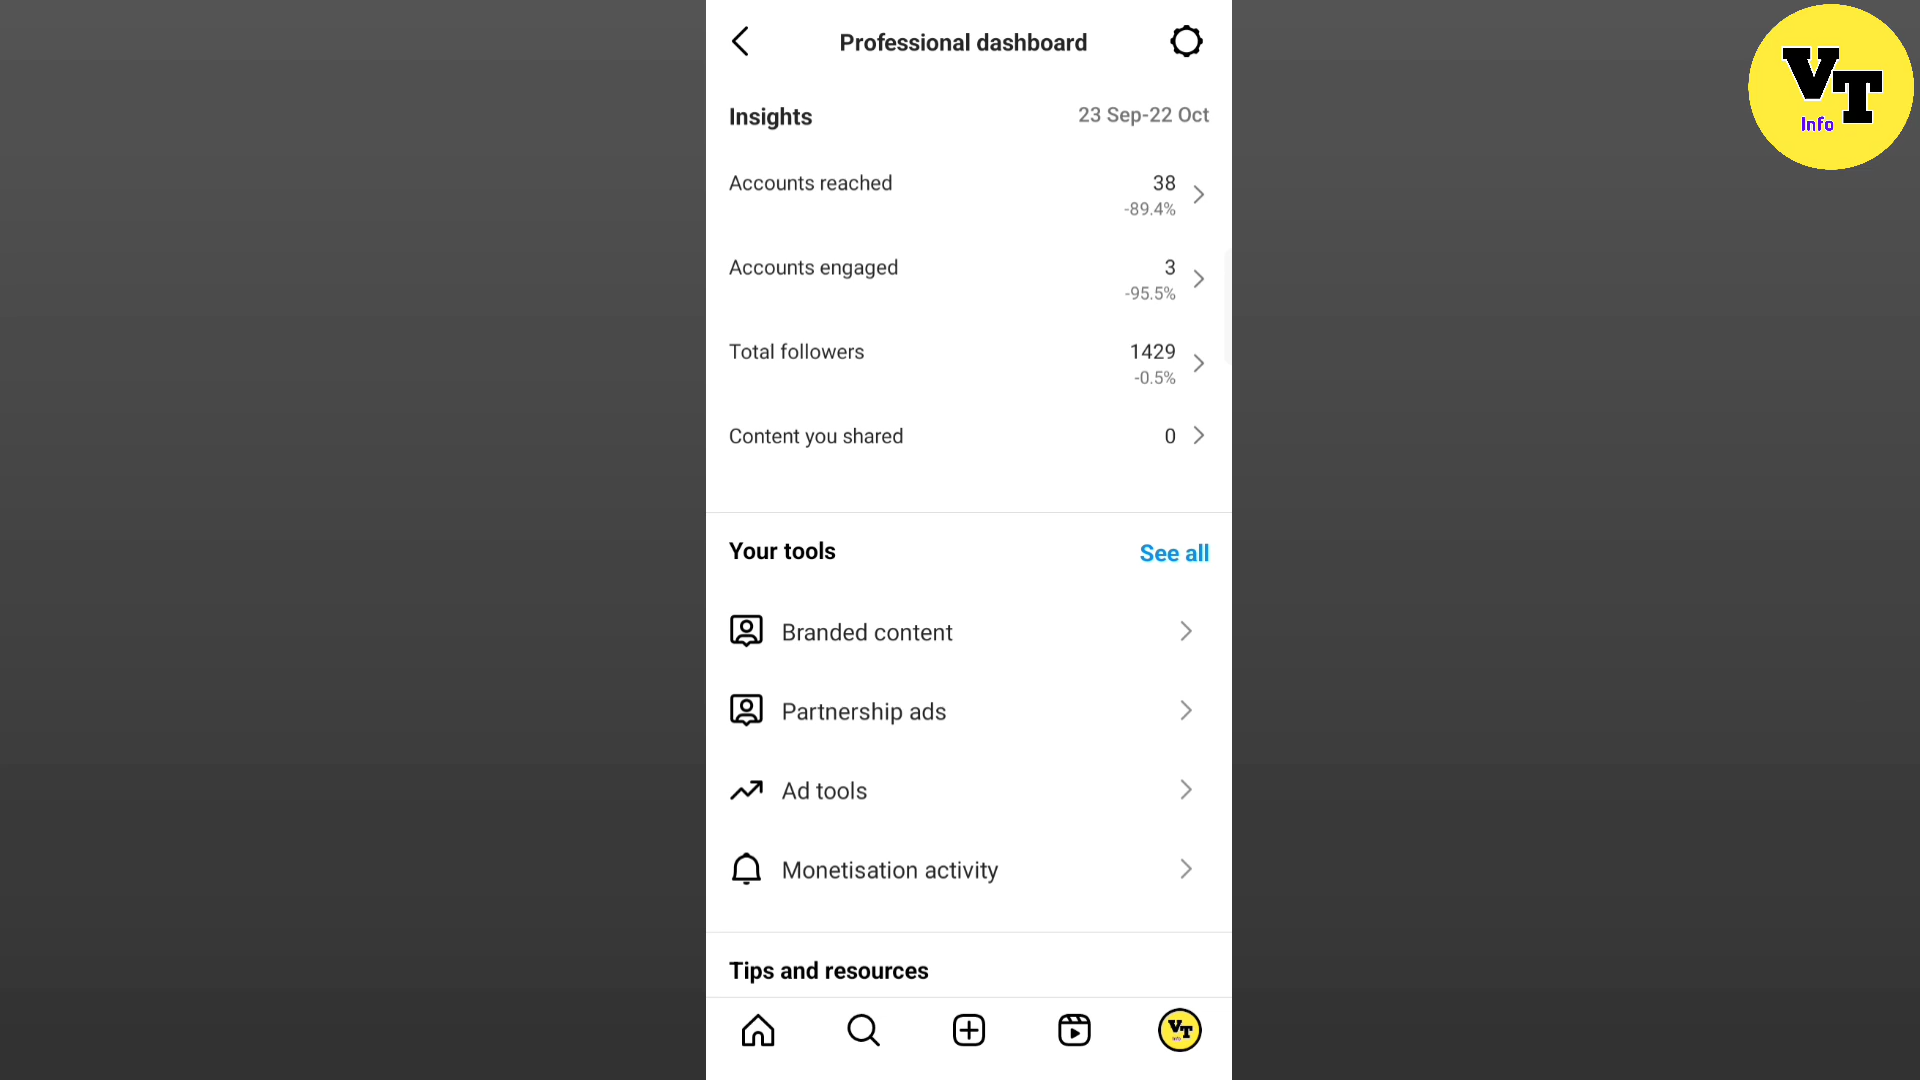 Professional dashboard
VT
Info
Insights
23 Sep-22 Oct
Accounts reached
38
-89.4%
Accounts engaged
3
-95.5%
Total followers
1429
-0.5%
Content you shared
0
Your tools
See all
Branded content
Partnership ads
Ad tools
Monetisation activity
Tips and resources
VT